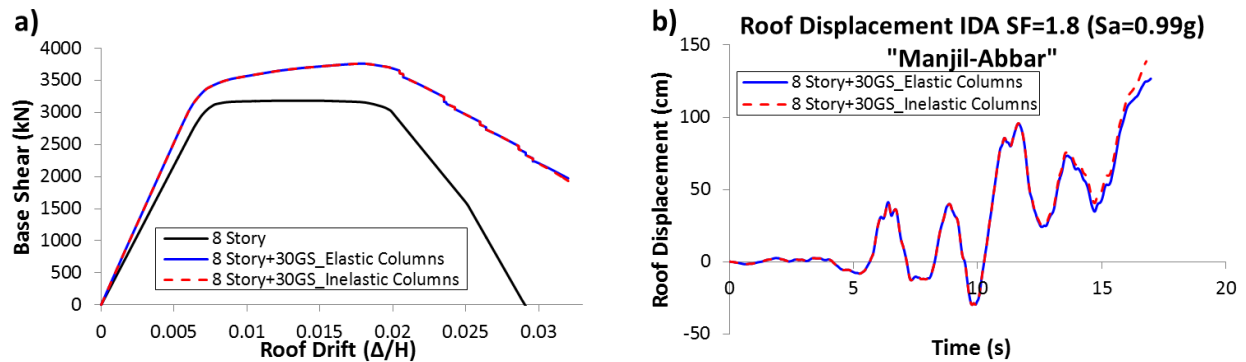 a)
4000
3500
3000
2500
2000
1500
1000
500
0
Base Shear (kN)
8 Story
8 Story+30GS_Elastic Columns
8 Story+30GS_Inelastic Columns
0 0.005 0.01 0.015 0.02 0.025 0.03
Roof Drift (Δ/H)
b)
Roof Displacement IDA SF=1.8 (Sa=0.99g)
"Manjil-Abbar"
150
100
50
0
-50
Roof Displacement (cm)
8 Story+30GS_Elastic Columns
8 Story+30GS_Inelastic Columns
0 5 10 15 20
Time (s)